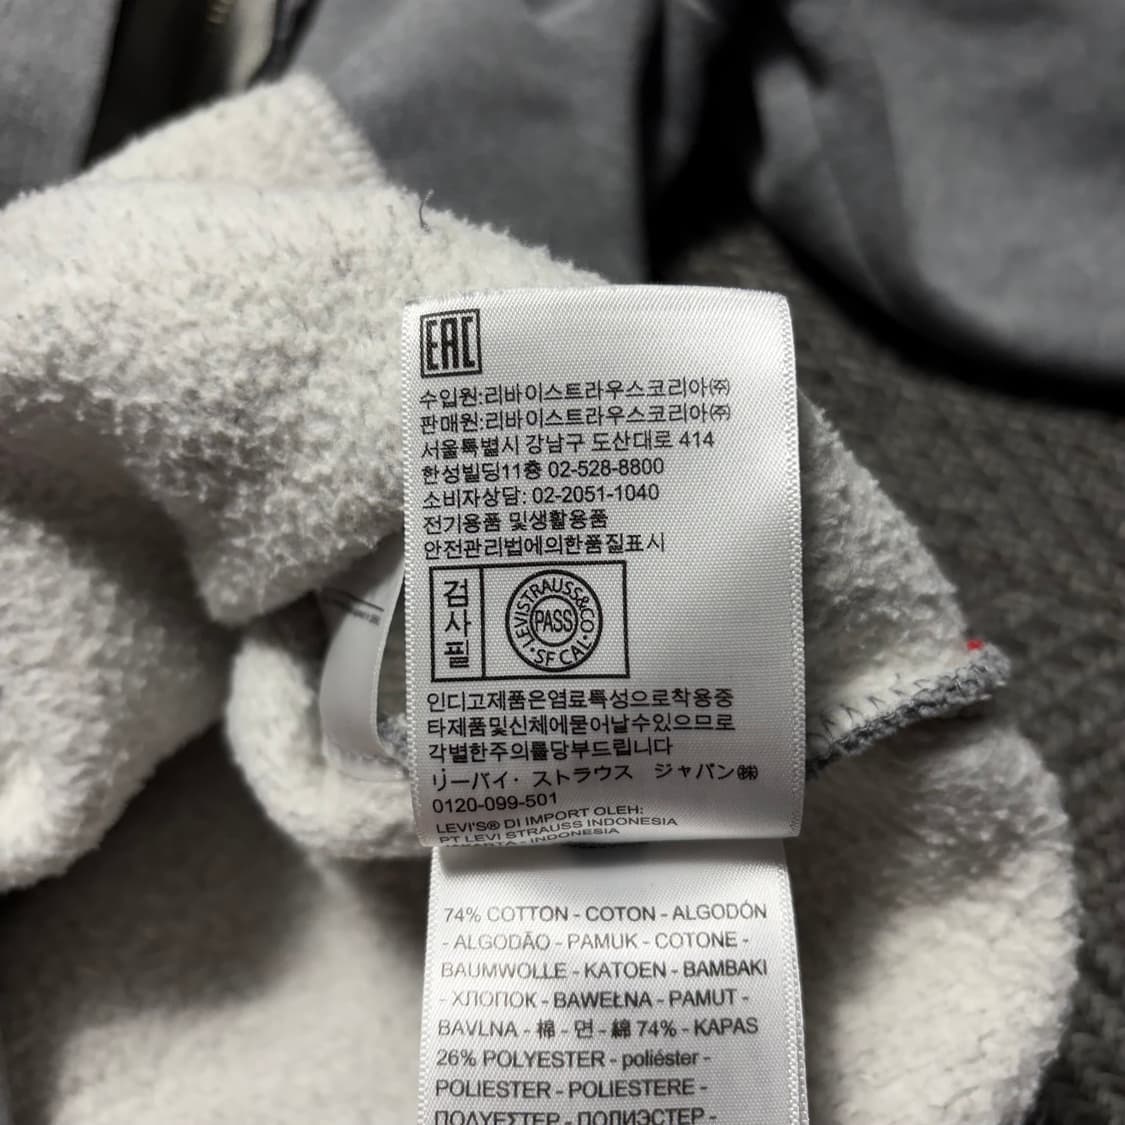 EAC
수입원:리바이스트라우스코리아㈜
판매원:리바이스트라우스코리아㈜
서울특별시 강남구 도산대로 414
한성빌딩11층 02-528-8800
소비자상담: 02-2051-1040
전기용품 및생활용품
안전관리법에의한품질표시
검사필
LEVI STRAUSS & CO
PASS
SF CAL
인디고제품은염료특성으로착용중
타제품및신체에묻어날수있으므로
각별한주의를당부드립니다
リーバイ・ストラウス ジャパン㈱
0120-099-501
LEVI'S® DI IMPORT OLEH:
PT LEVI STRAUSS INDONESIA
JAKARTA - INDONESIA
74% COTTON - COTON - ALGODÓN
- ALGODÃO - PAMUK - COTONE -
BAUMWOLLE - KATOEN - BAMBAKI
- ХЛОПОК - BAWEŁNA - PAMUT -
BAVLNA - 棉 - 면 - 綿 74% - KAPAS
26% POLYESTER - poliéster -
POLIESTER - POLIESTERE -
ΠΟΛΥΕΣΤΕΡ - ПОЛИЭСТЕР -